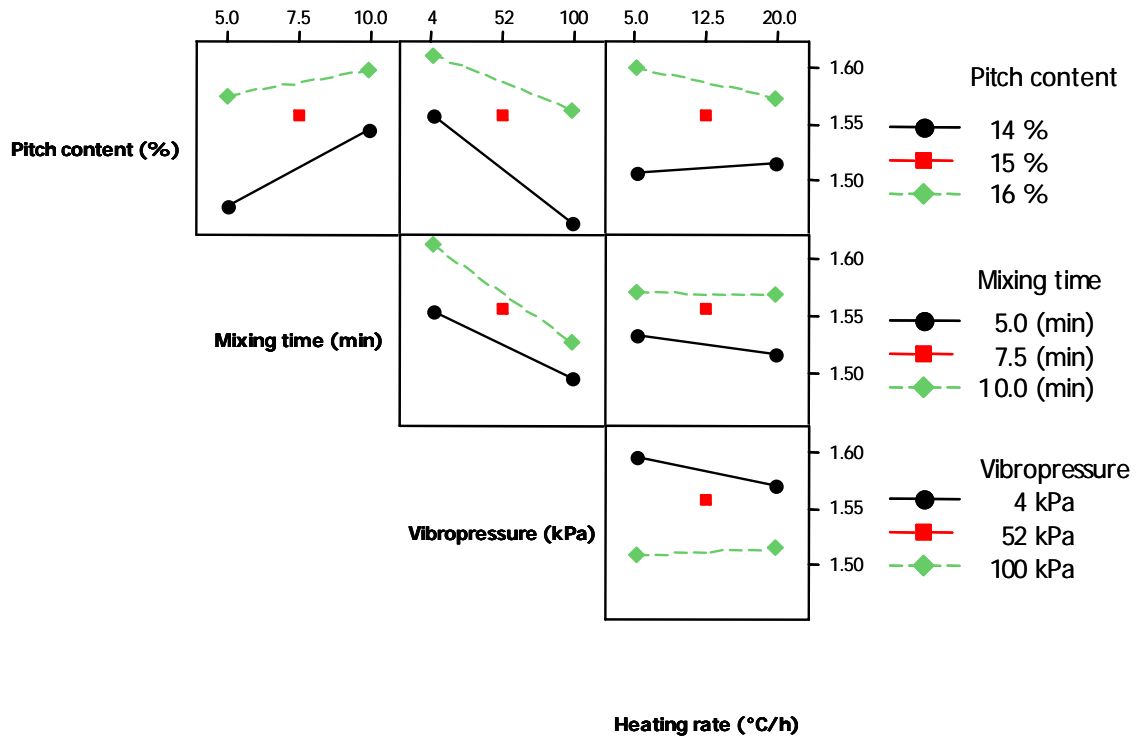 5.0 7.5 10.0 4 52 100 5.0 12.5 20.0
1.60
Pitch content
1.55
14 %
Pitch content (%)
15 %
1.50
16 %
1.60
Mixing time
1.55
5.0 (min)
Mixing time (min)
7.5 (min)
1.50
10.0 (min)
1.60
Vibropressure
4 kPa
1.55
Vibropressure (kPa)
52 kPa
1.50
100 kPa
Heating rate (°C/h)